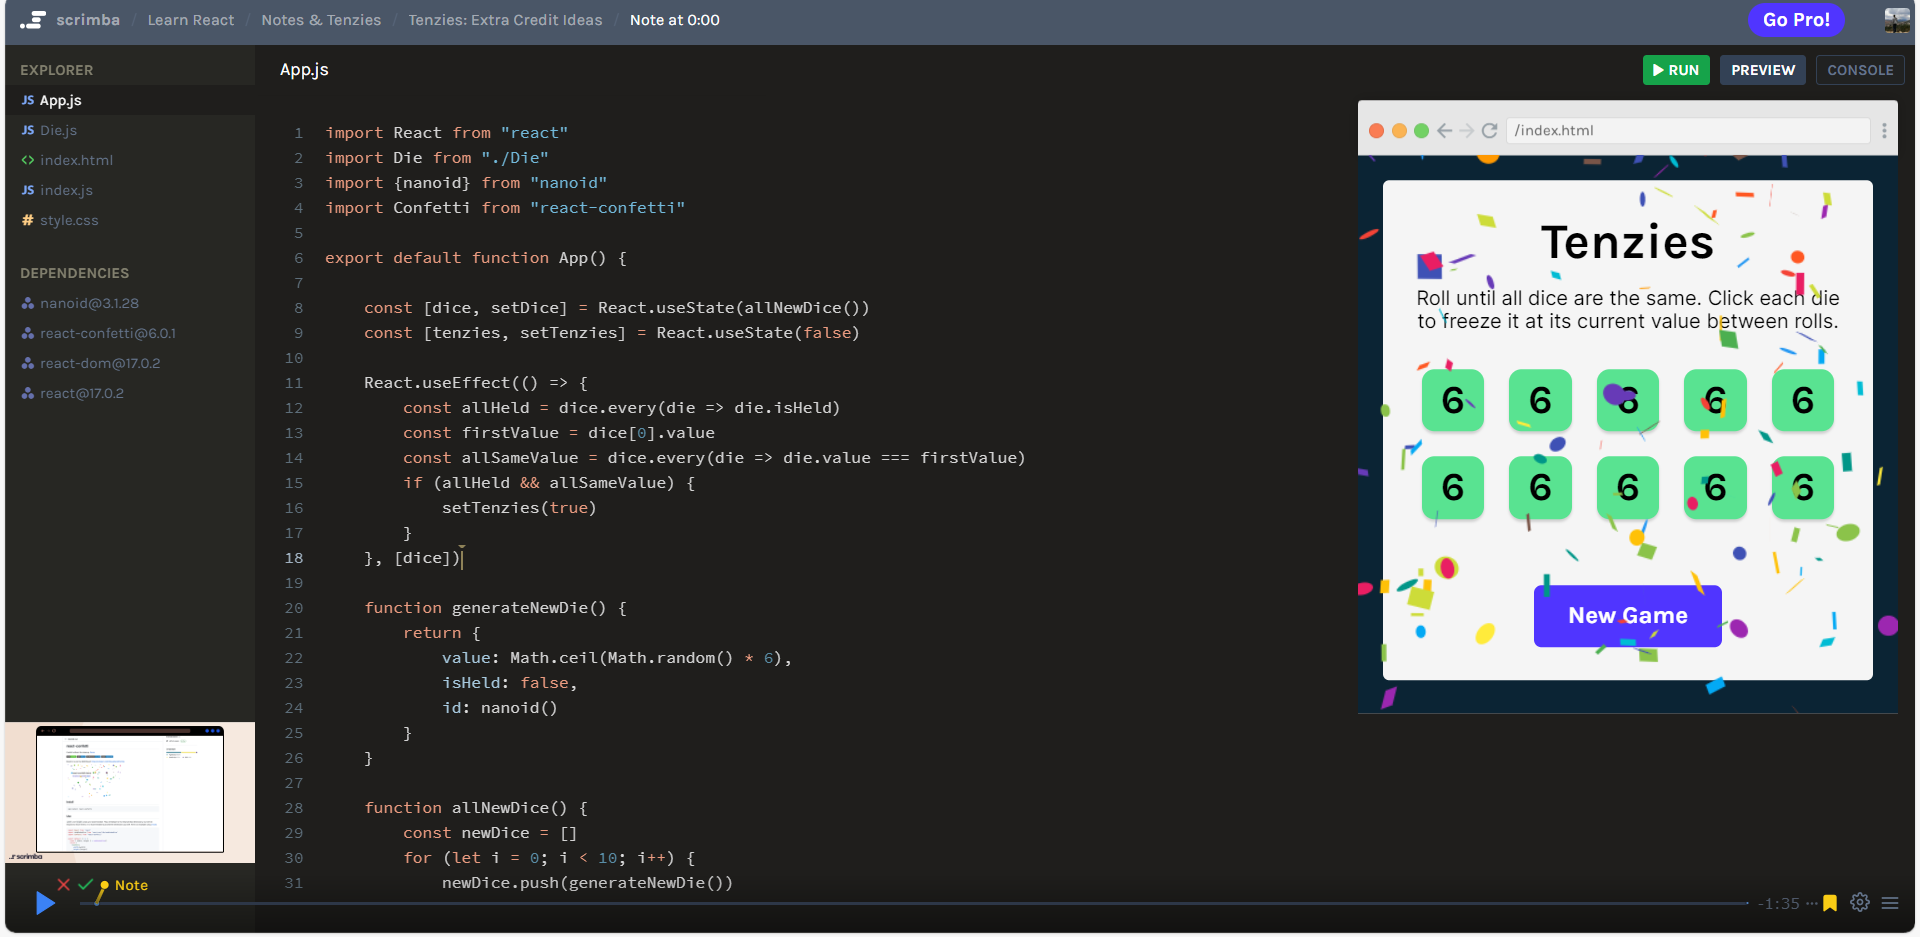 scrimba / Learn React / Notes & Tenzies / Tenzies: Extra Credit Ideas / Note at 0:00
Go Pro!
EXPLORER
JS App.js
JS Die.js
<> index.html
JS index.js
# style.css
DEPENDENCIES
nanoid@3.1.28
react-confetti@6.0.1
react-dom@17.0.2
react@17.0.2
App.js
RUN
PREVIEW
CONSOLE
1 import React from "react"
2 import Die from "./Die"
3 import {nanoid} from "nanoid"
4 import Confetti from "react-confetti"
5
6 export default function App() {
7
8 const [dice, setDice] = React.useState(allNewDice())
9 const [tenzies, setTenzies] = React.useState(false)
10
11 React.useEffect(() => {
12 const allHeld = dice.every(die => die.isHeld)
13 const firstValue = dice[0].value
14 const allSameValue = dice.every(die => die.value === firstValue)
15 if (allHeld && allSameValue) {
16 setTenzies(true)
17 }
18 }, [dice])
19
20 function generateNewDie() {
21 return {
22 value: Math.ceil(Math.random() * 6),
23 isHeld: false,
24 id: nanoid()
25 }
26 }
27
28 function allNewDice() {
29 const newDice = []
30 for (let i = 0; i < 10; i++) {
31 newDice.push(generateNewDie())
/index.html
Tenzies
Roll until all dice are the same. Click each die
to freeze it at its current value between rolls.
6 6 6 6 6
6 6 6 6 6
New Game
scrimba
Note
-1:35